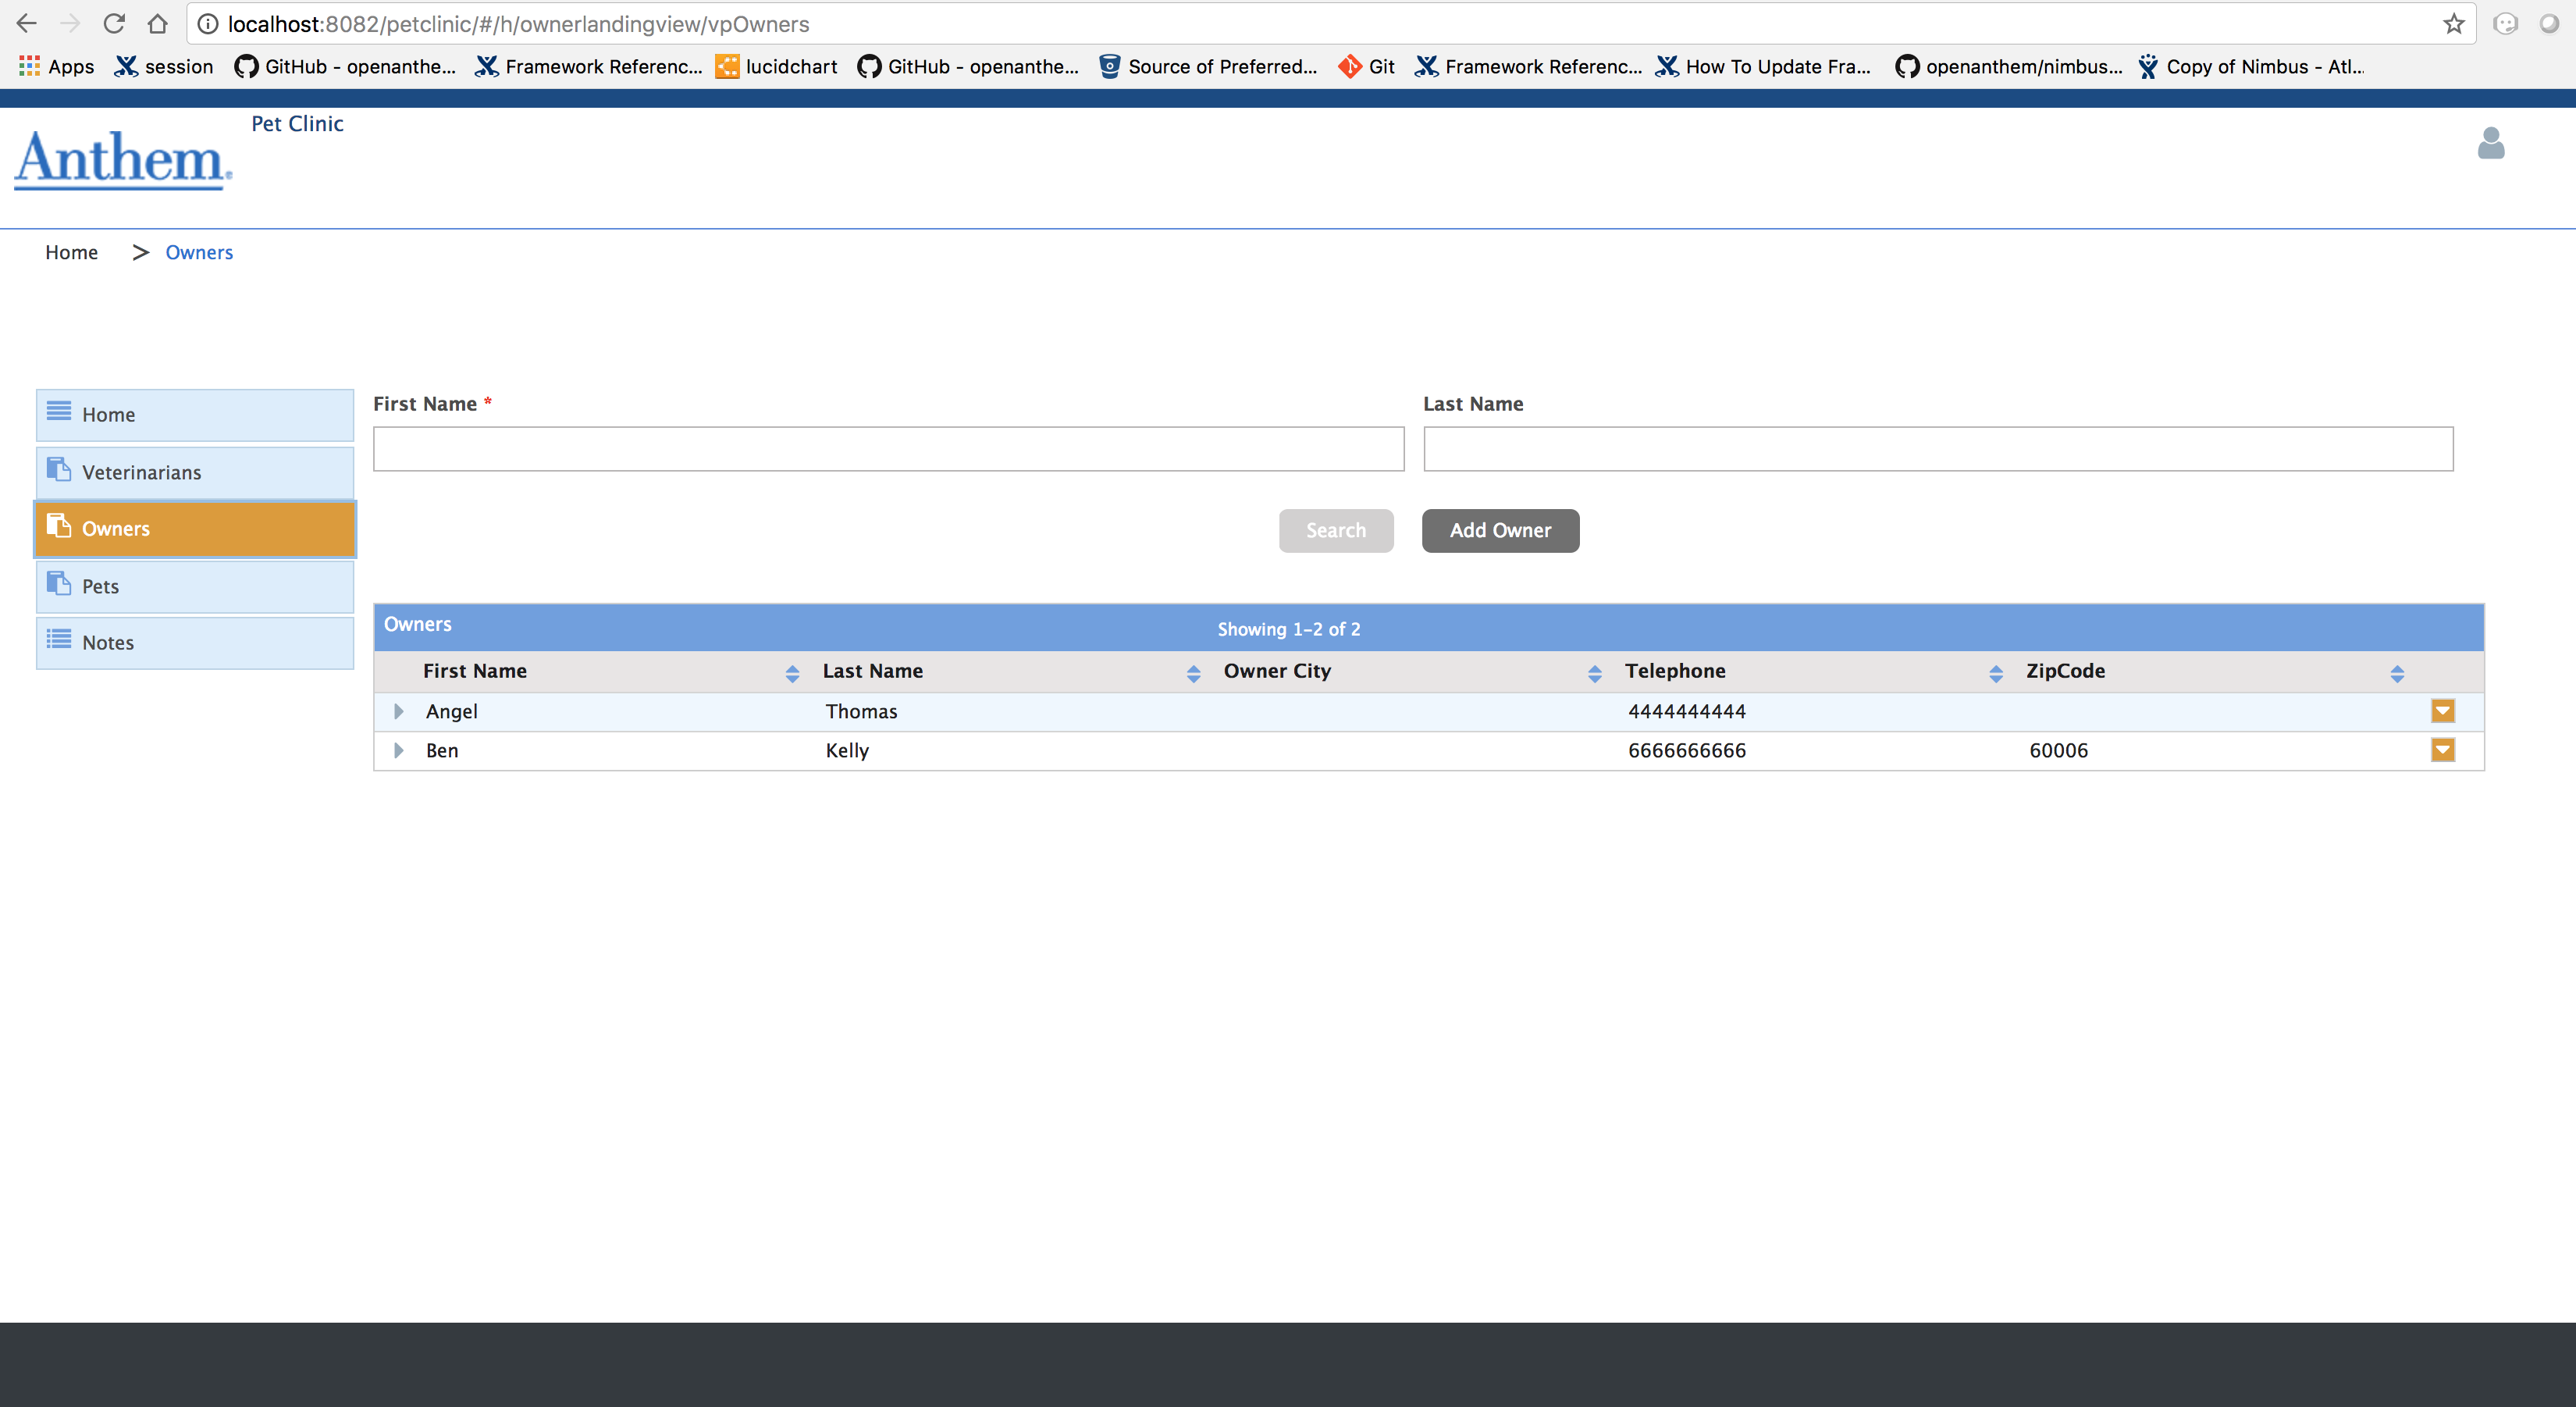 localhost:8082/petclinic/#/h/ownerlandingview/vpOwners
Apps session GitHub - openanthe... Framework Referenc... lucidchart GitHub - openanthe... Source of Preferred... Git Framework Referenc... How To Update Fra... openanthem/nimbus... Copy of Nimbus - Atl...
Pet Clinic
Anthem®
Home > Owners
Home
Veterinarians
Owners
Pets
Notes
First Name * Last Name
Search Add Owner
Owners Showing 1-2 of 2
First Name Last Name Owner City Telephone ZipCode
Angel Thomas 4444444444
Ben Kelly 6666666666 60006